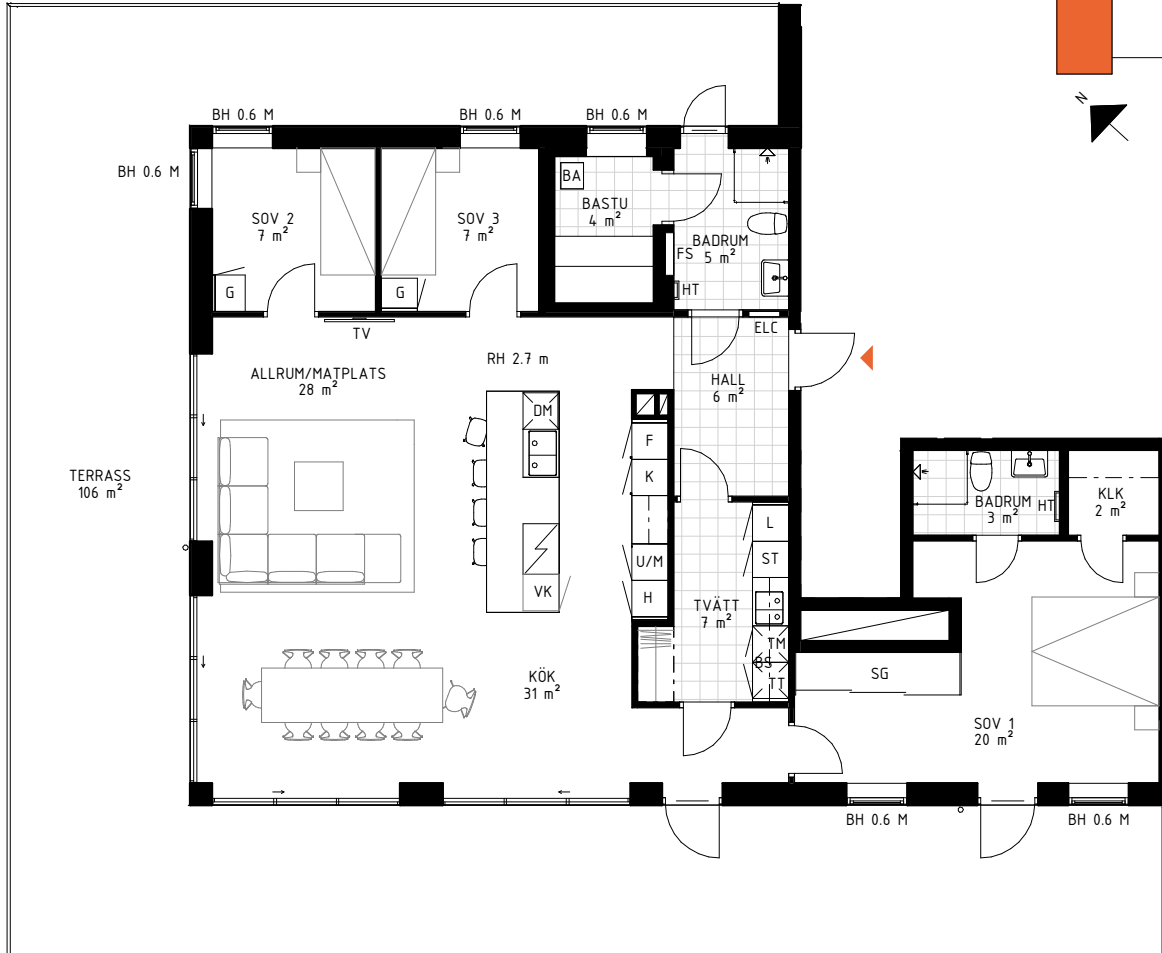 N
BH 0.6 M
BH 0.6 M
BH 0.6 M
BH 0.6 M
BA
BASTU
4 m²
SOV 2
7 m²
SOV 3
7 m²
BADRUM
5 m²
FS
HT
G
G
TV
ELC
RH 2.7 m
ALLRUM/MATPLATS
28 m²
HALL
6 m²
DM
F
K
TERRASS
106 m²
BADRUM
3 m²
HT
KLK
2 m²
L
ST
U/M
VK
H
TVÄTT
7 m²
TM
BS
TT
KÖK
31 m²
SG
SOV 1
20 m²
BH 0.6 M
BH 0.6 M